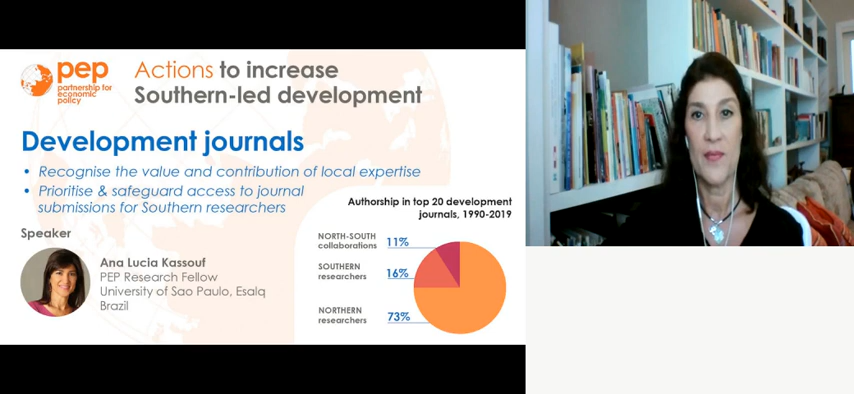 pep
partnership for
economic
policy
Actions to increase
Southern-led development
Development journals
• Recognise the value and contribution of local expertise
• Prioritise & safeguard access to journal
submissions for Southern researchers
Speaker
Ana Lucia Kassouf
PEP Research Fellow
University of Sao Paulo, Esalq
Brazil
Authorship in top 20 development
journals, 1990-2019
NORTH-SOUTH
collaborations 11%
SOUTHERN
researchers 16%
NORTHERN
researchers 73%